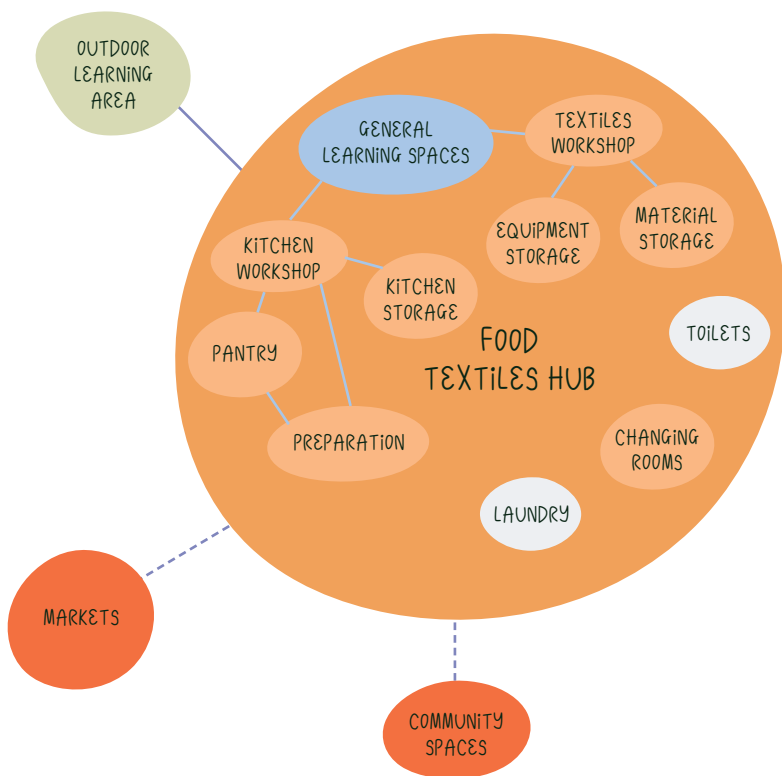 OUTDOOR
LEARNING
AREA
GENERAL
LEARNING SPACES
TEXTILES
WORKSHOP
EQUIPMENT
STORAGE
MATERIAL
STORAGE
KITCHEN
WORKSHOP
KITCHEN
STORAGE
PANTRY
FOOD
TEXTILES HUB
TOILETS
PREPARATION
CHANGING
ROOMS
LAUNDRY
MARKETS
COMMUNITY
SPACES